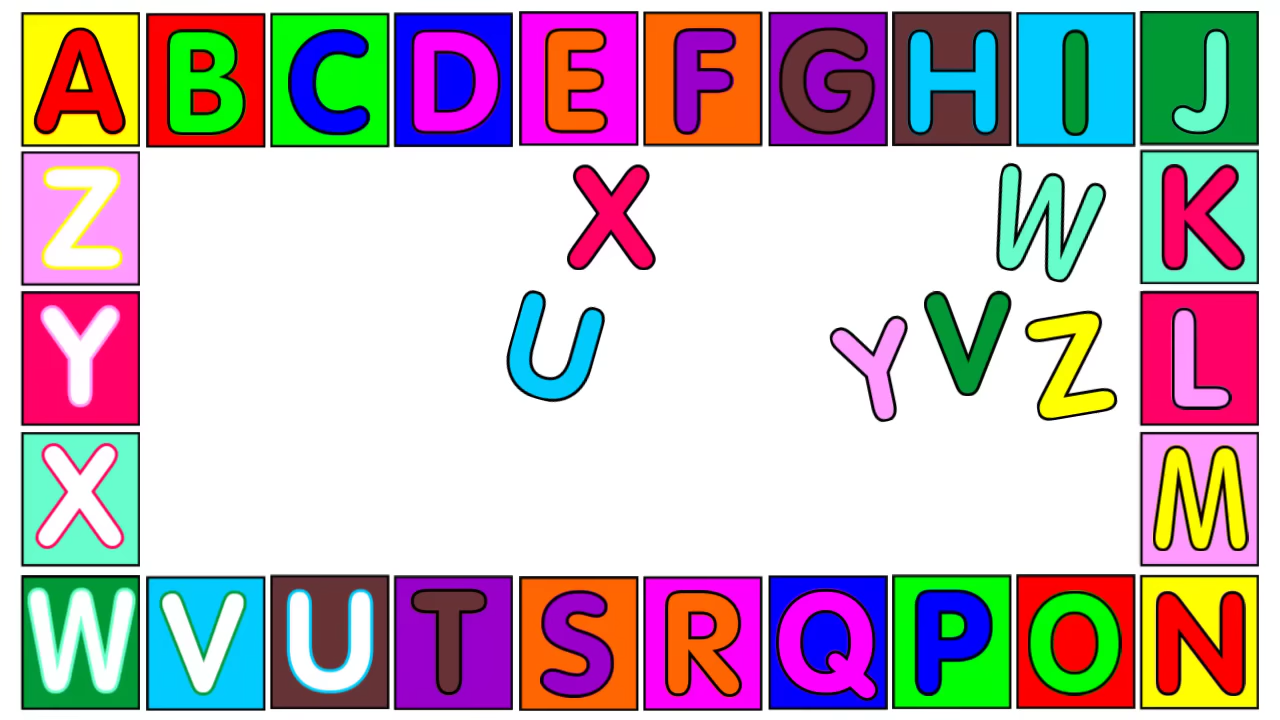 A B C D E F G H I J
Z X W K
Y U Y V Z L
X M
W V U T S R Q P O N